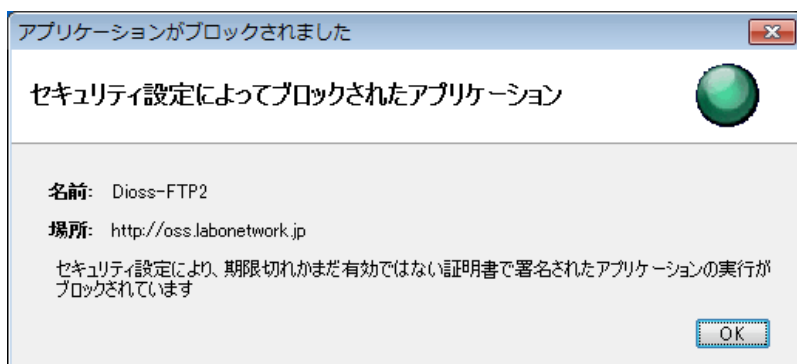 アプリケーションがブロックされました
セキュリティ設定によってブロックされたアプリケーション
名前: Dioss-FTP2
場所: http://oss.labonetwork.jp
セキュリティ設定により、期限切れかまだ有効ではない証明書で署名されたアプリケーションの実行が
ブロックされています
OK